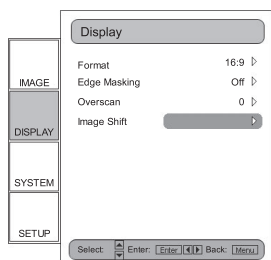 Display
IMAGE
DISPLAY
SYSTEM
SETUP
Format 16:9
Edge Masking Off
Overscan 0
Image Shift
Select: Enter: Enter Back: Menu